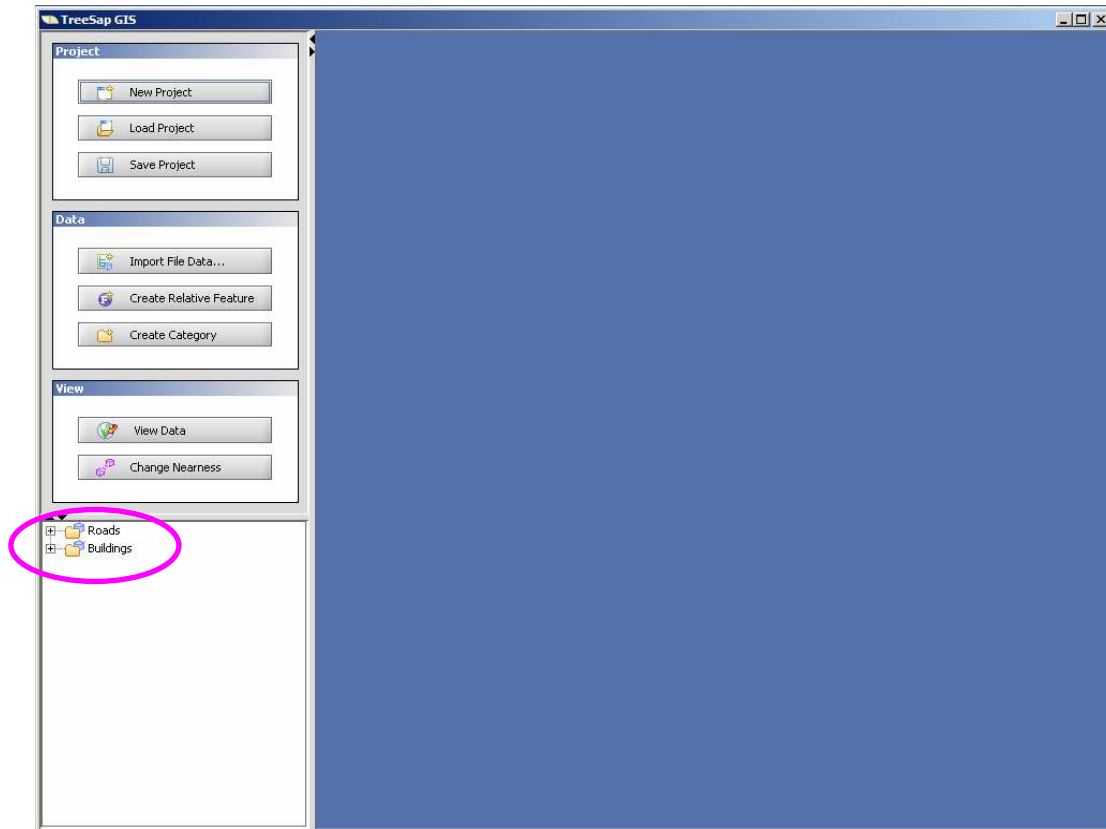 TreeSap GIS
Project
New Project
Load Project
Save Project
Data
Import File Data...
Create Relative Feature
Create Category
View
View Data
Change Nearness
Roads
Buildings